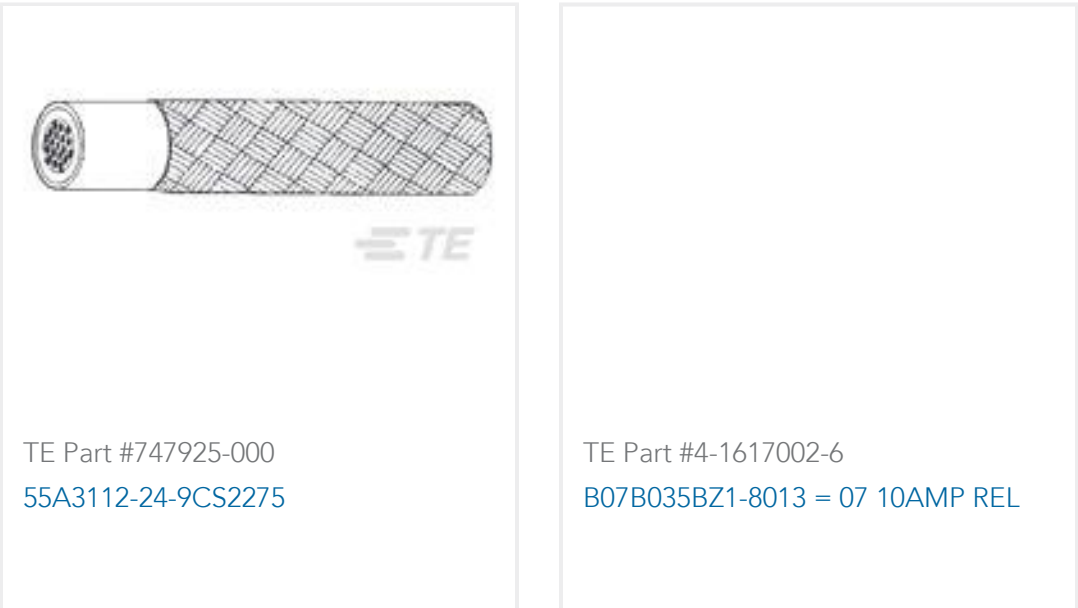 TE
TE Part #747925-000
55A3112-24-9CS2275
TE Part #4-1617002-6
B07B035BZ1-8013 = 07 10AMP REL